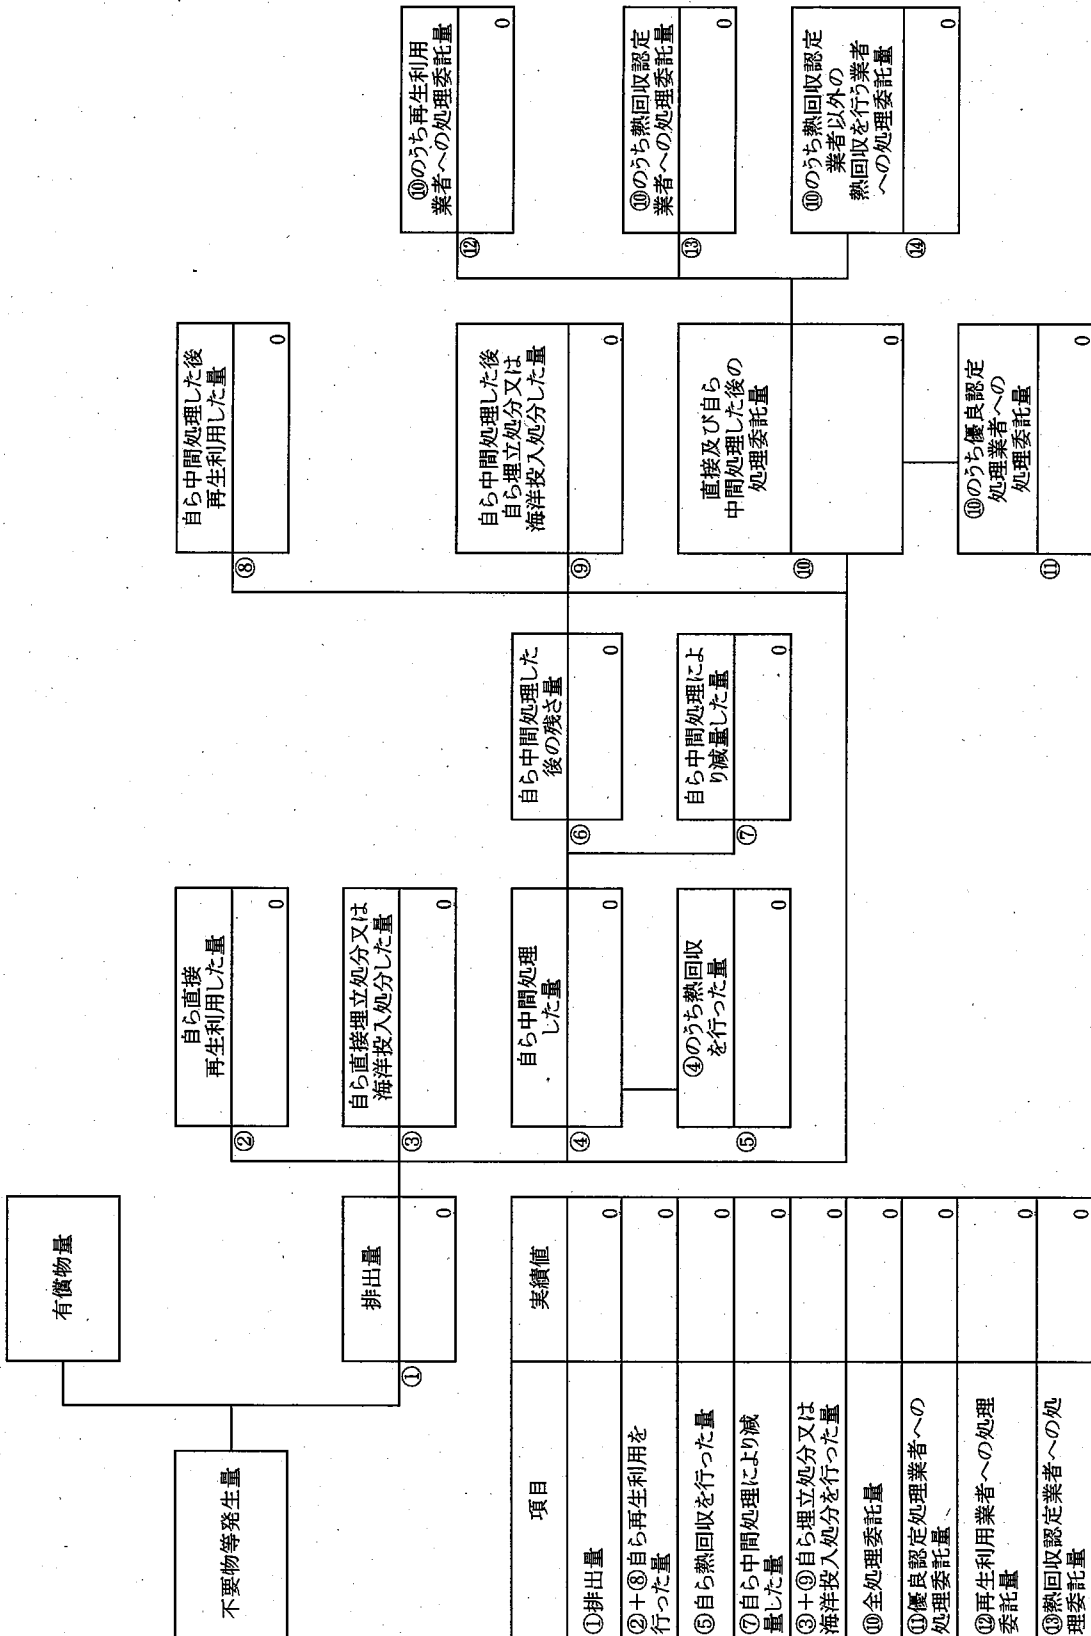 不要物等発生量
有償物量
排出量
①
0
②
自ら直接
再生利用した量
0
③
自ら直接埋立処分又は
海洋投入処分した量
0
④
自ら中間処理
した量
0
⑤
④のうち熱回収
を行った量
0
⑥
自ら中間処理した
後の残さ量
0
⑦
自ら中間処理によ
り減量した量
0
⑧
自ら中間処理した後
再生利用した量
0
⑨
自ら中間処理した後
自ら埋立処分又は
海洋投入処分した量
0
⑩
直接及び自ら
中間処理した後の
処理委託量
0
⑪
⑩のうち優良認定
処理業者への
処理委託量
0
⑫
⑩のうち再生利用
業者への処理委託量
0
⑬
⑩のうち熱回収認定
業者への処理委託量
0
⑭
⑩のうち熱回収認定
業者以外の
熱回収を行う業者
への処理委託量
0
項目 実績値
①排出量 0
②+⑧自ら再生利用を
行った量 0
⑤自ら熱回収を行った量 0
⑦自ら中間処理により減
量した量 0
③+⑨自ら埋立処分又は
海洋投入処分を行った量 0
⑩全処理委託量 0
⑪優良認定処理業者への
処理委託量 0
⑫再生利用業者への処理
委託量 0
⑬熱回収認定業者への処
理委託量 0